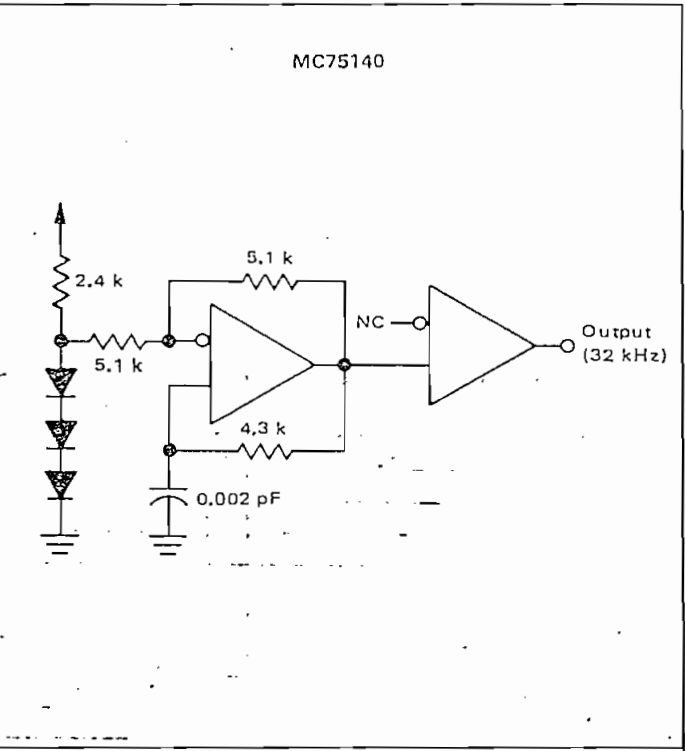 MC75140
5.1 k
2.4 k
NC
Output
(32 kHz)
5.1 k
4.3 k
0.002 pF